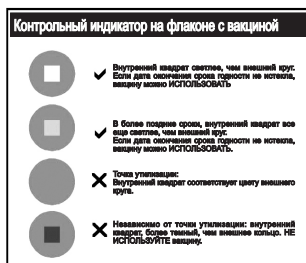 Контрольный индикатор на флаконе с вакциной
Внутренний квадрат светлее, чем внешний круг.
Если дата окончания срока годности не истекла,
вакцину можно ИСПОЛЬЗОВАТЬ
В более поздние сроки, внутренний квадрат все
еще светлее, чем внешний круг.
Если дата окончания срока годности не истекла,
вакцину можно ИСПОЛЬЗОВАТЬ.
Точка утилизации:
Внутренний квадрат соответствует цвету внешнего
круга.
Независимо от точки утилизации: внутренний
квадрат, более темный, чем внешнее кольцо. НЕ
ИСПОЛЬЗУЙТЕ вакцину.